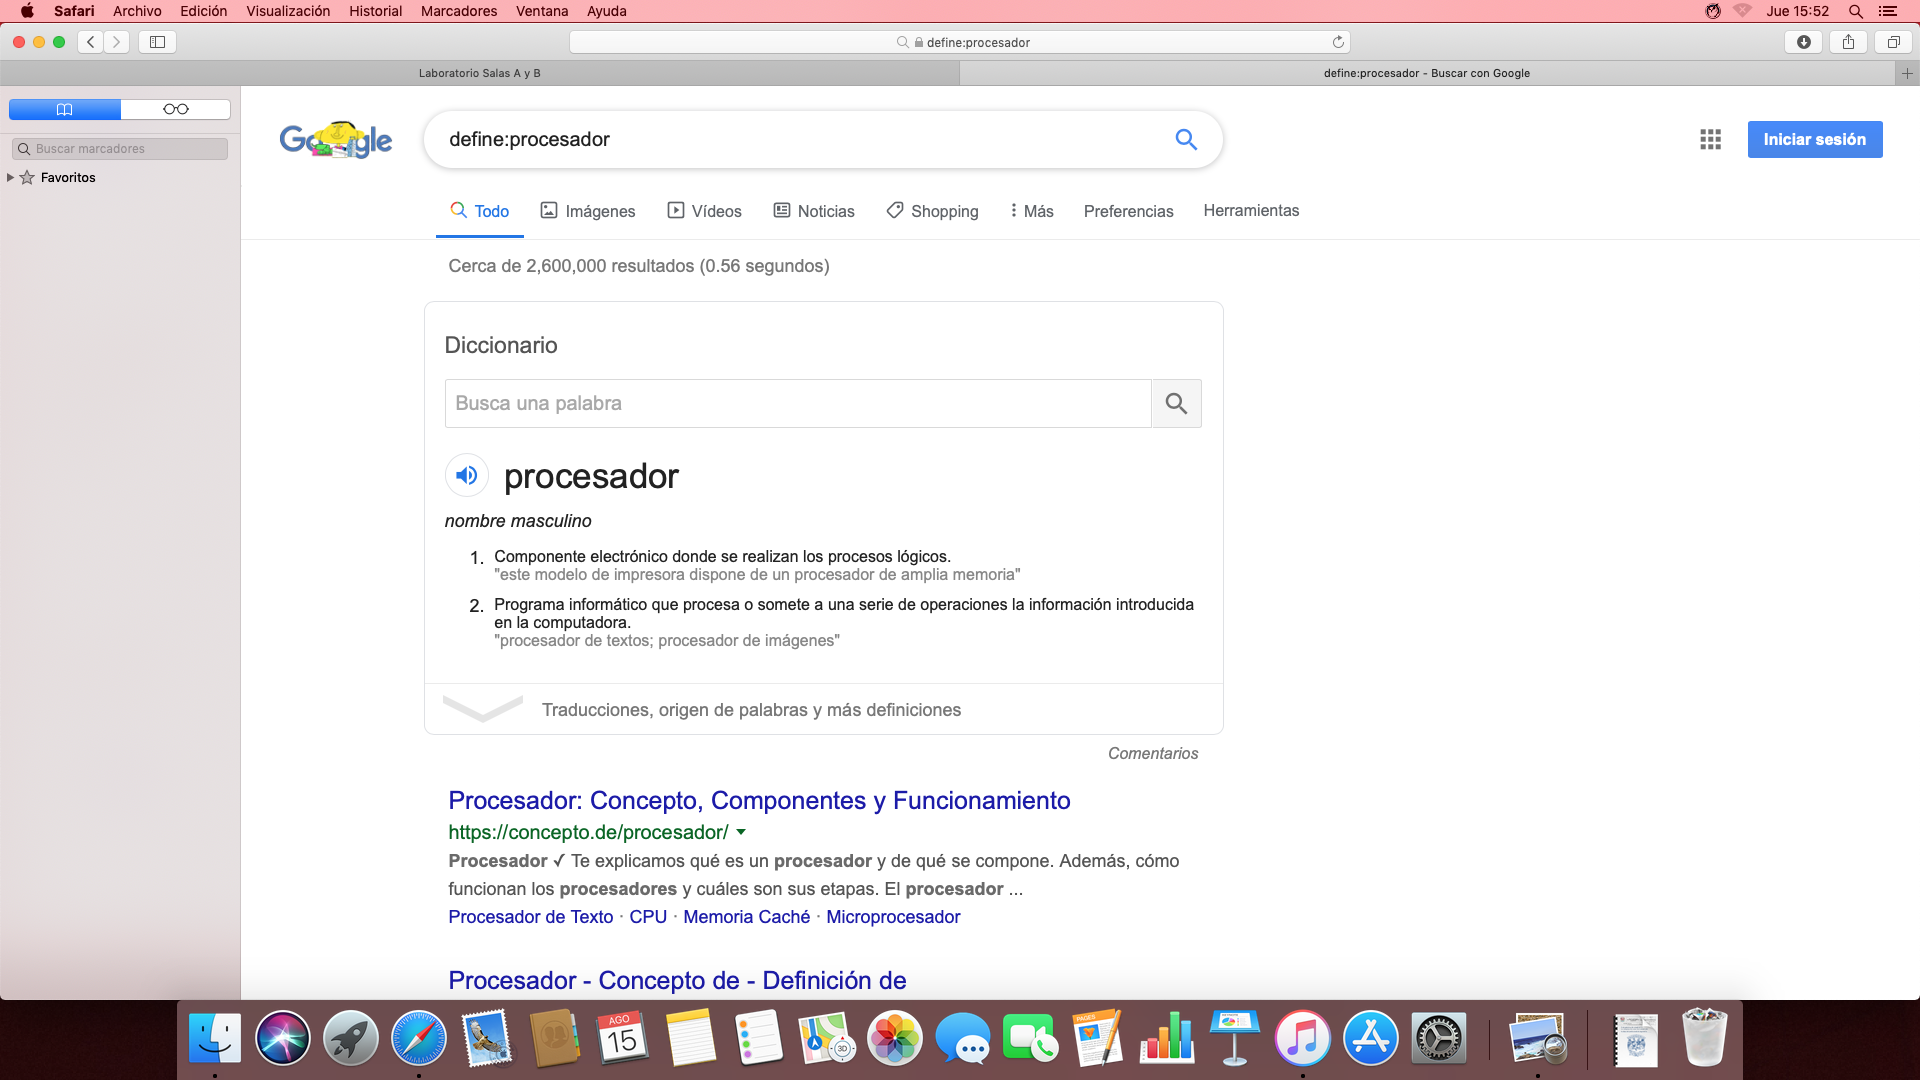 Safari Archivo Edición Visualización Historial Marcadores Ventana Ayuda Jue 15:52
define:procesador
Laboratorio Salas A y B define:procesador - Buscar con Google
Buscar marcadores
Favoritos
Google
define:procesador
Iniciar sesión
Todo Imágenes Vídeos Noticias Shopping Más Preferencias Herramientas
Cerca de 2,600,000 resultados (0.56 segundos)
Diccionario
Busca una palabra
procesador
nombre masculino
1. Componente electrónico donde se realizan los procesos lógicos.
"este modelo de impresora dispone de un procesador de amplia memoria"
2. Programa informático que procesa o somete a una serie de operaciones la información introducida
en la computadora.
"procesador de textos; procesador de imágenes"
Traducciones, origen de palabras y más definiciones
Comentarios
Procesador: Concepto, Componentes y Funcionamiento
https://concepto.de/procesador/
Procesador ✓ Te explicamos qué es un procesador y de qué se compone. Además, cómo
funcionan los procesadores y cuáles son sus etapas. El procesador ...
Procesador de Texto · CPU · Memoria Caché · Microprocesador
Procesador - Concepto de - Definición de
AGO
15
3D
PAGES